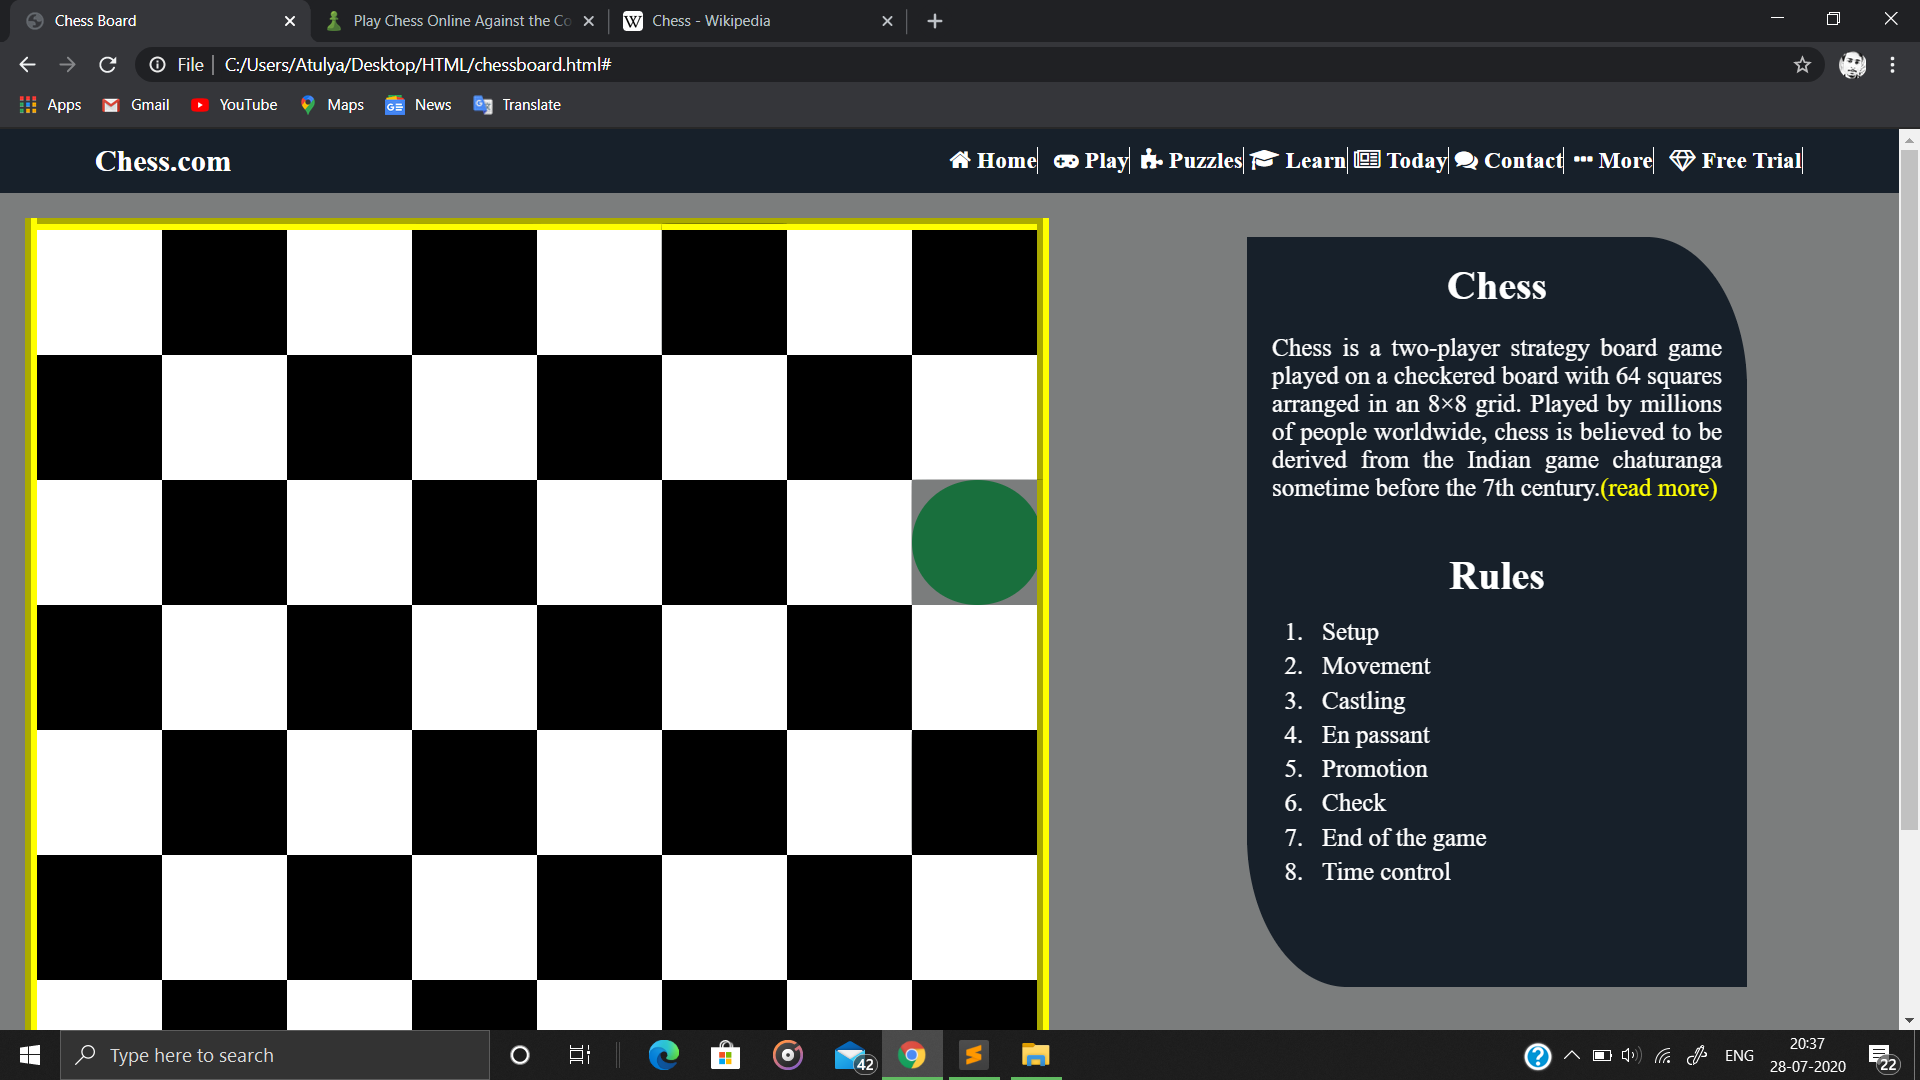 Chess Board
Play Chess Online Against the Co
W Chess - Wikipedia
File
C:/Users/Atulya/Desktop/HTML/chessboard.html#
Apps
Gmail
YouTube
Maps
News
Translate
Chess.com
Home
Play
Puzzles
Learn
Today
Contact
More
Free Trial
Chess
Chess is a two-player strategy board game
played on a checkered board with 64 squares
arranged in an 8×8 grid. Played by millions
of people worldwide, chess is believed to be
derived from the Indian game chaturanga
sometime before the 7th century.(read more)
Rules
1. Setup
2. Movement
3. Castling
4. En passant
5. Promotion
6. Check
7. End of the game
8. Time control
Type here to search
42
ENG
20:37
28-07-2020
22